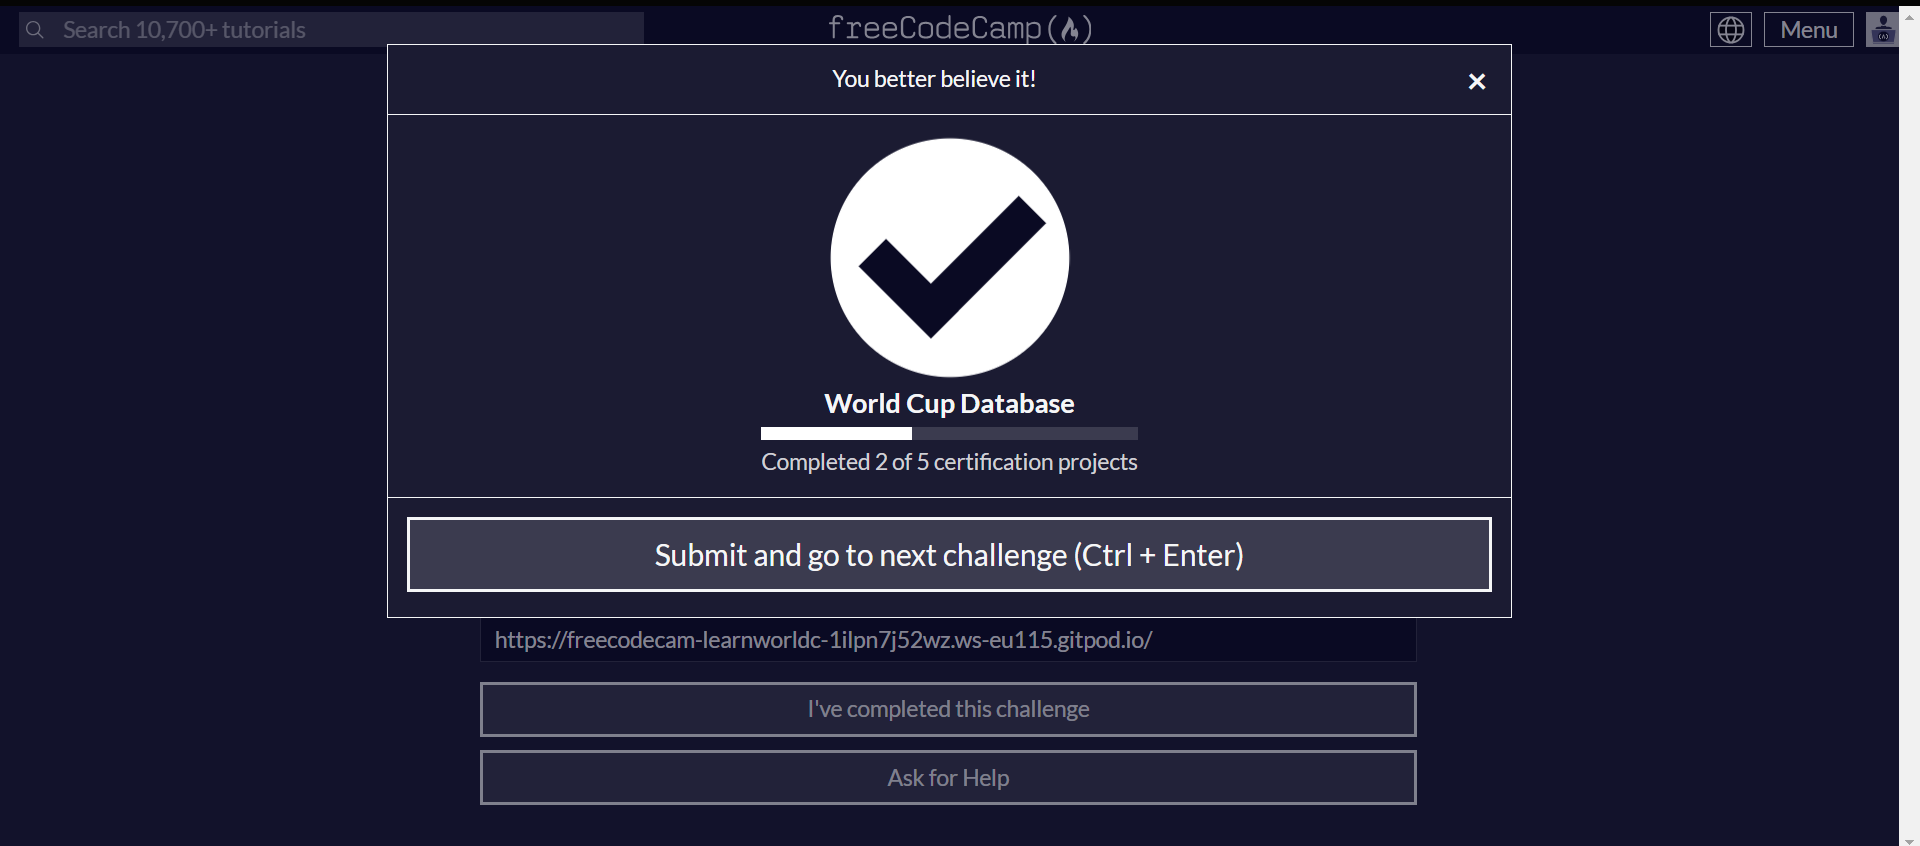 Search 10,700+ tutorials
freeCodeCamp
Menu
You better believe it!
World Cup Database
Completed 2 of 5 certification projects
Submit and go to next challenge (Ctrl + Enter)
https://freecodecam-learnworldc-1ilpn7j52wz.ws-eu115.gitpod.io/
I've completed this challenge
Ask for Help